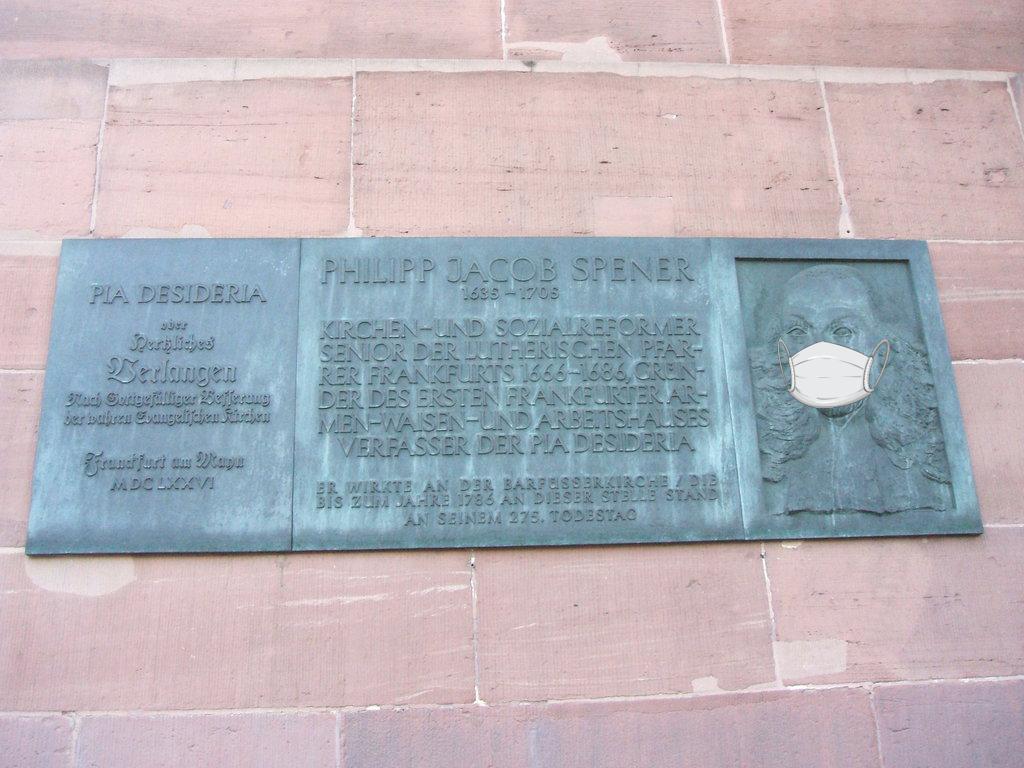 PIA DESIDERIA
oder
Hertzliches
Verlangen
Nach Gottgefälliger Besserung
der wahren Evangelischen Kirchen
Franckfurt am Mayn
MDCLXXVI
PHILIPP JACOB SPENER
1635-1705
KIRCHEN-UND SOZIALREFORMER
SENIOR DER LUTHERISCHEN PFAR-
RER FRANKFURTS 1666-1686, GRÜN-
DER DES ERSTEN FRANKFURTER AR-
MEN-WAISEN-UND ARBEITSHAUSES
VERFASSER DER PIA DESIDERIA
ER WIRKTE AN DER BARFÜSSERKIRCHE / DIE
BIS ZUM JAHRE 1786 AN DIESER STELLE STAND
AN SEINEM 275. TODESTAG